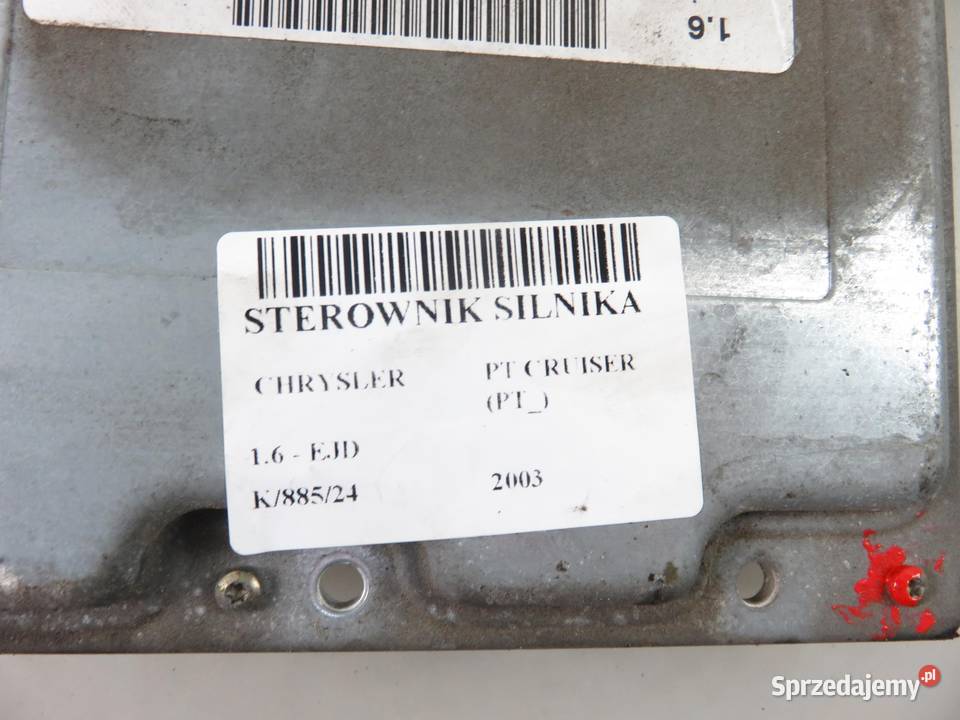 1.6
STEROWNIK SILNIKA
CHRYSLER PT CRUISER
(PT_)
1.6 - EJD
K/885/24 2003
Sprzedajemy.pl